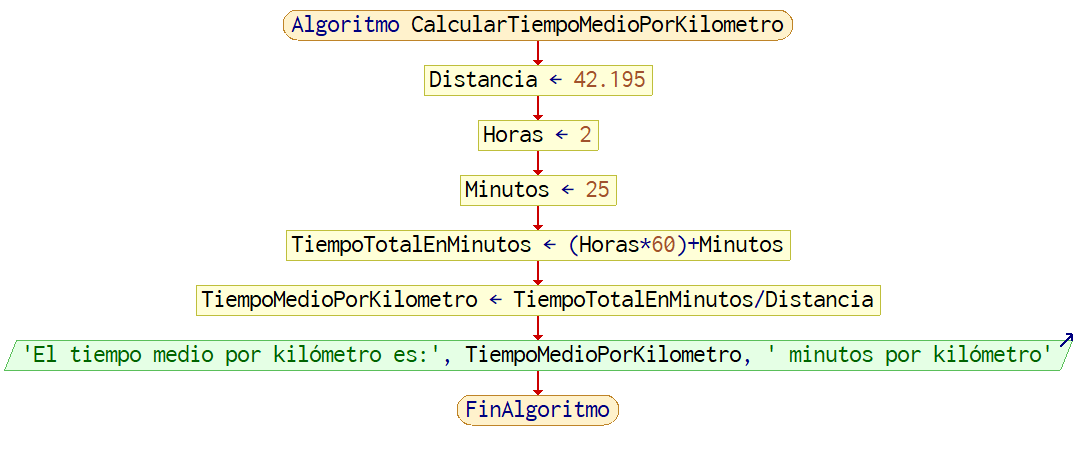 Algoritmo CalcularTiempoMedioPorKilometro
Distancia ← 42.195
Horas ← 2
Minutos ← 25
TiempoTotalEnMinutos ← (Horas*60)+Minutos
TiempoMedioPorKilometro ← TiempoTotalEnMinutos/Distancia
'El tiempo medio por kilómetro es:', TiempoMedioPorKilometro, ' minutos por kilómetro'
FinAlgoritmo